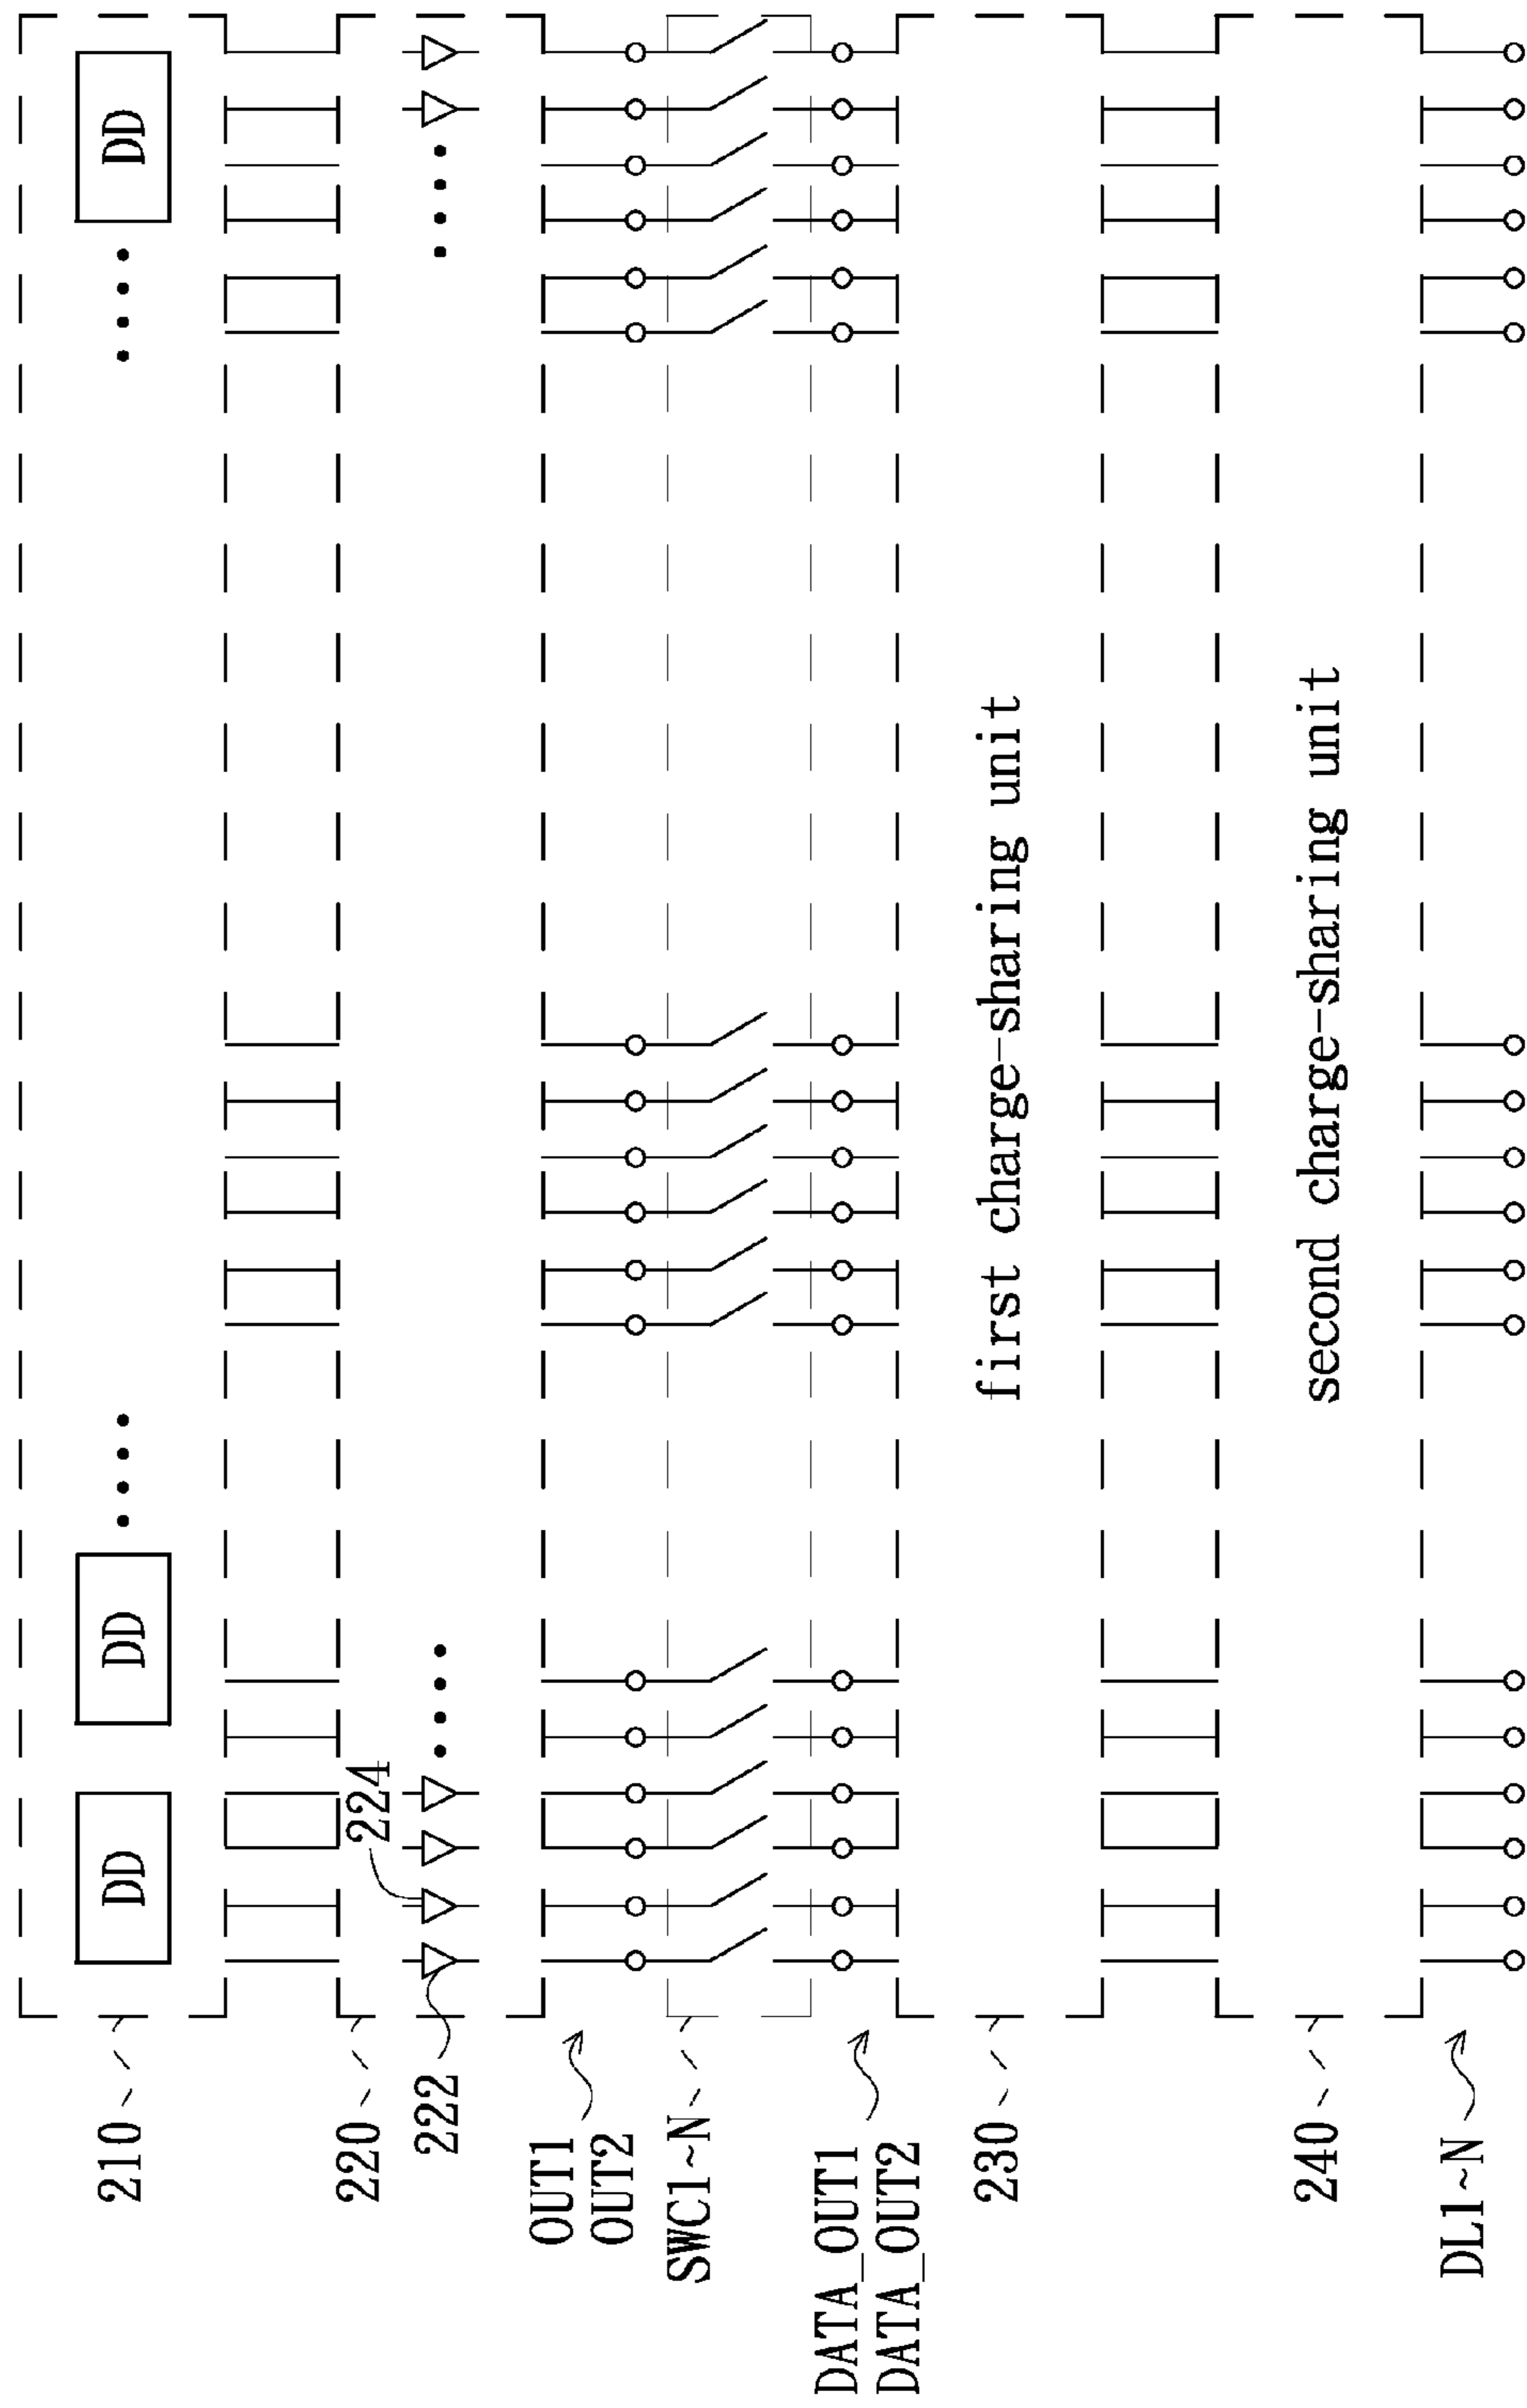 210
DD
DD
DD
220
222
224
OUT1
OUT2
SWC1~N
DATA_OUT1
DATA_OUT2
230
first charge-sharing unit
240
second charge-sharing unit
DL1~N